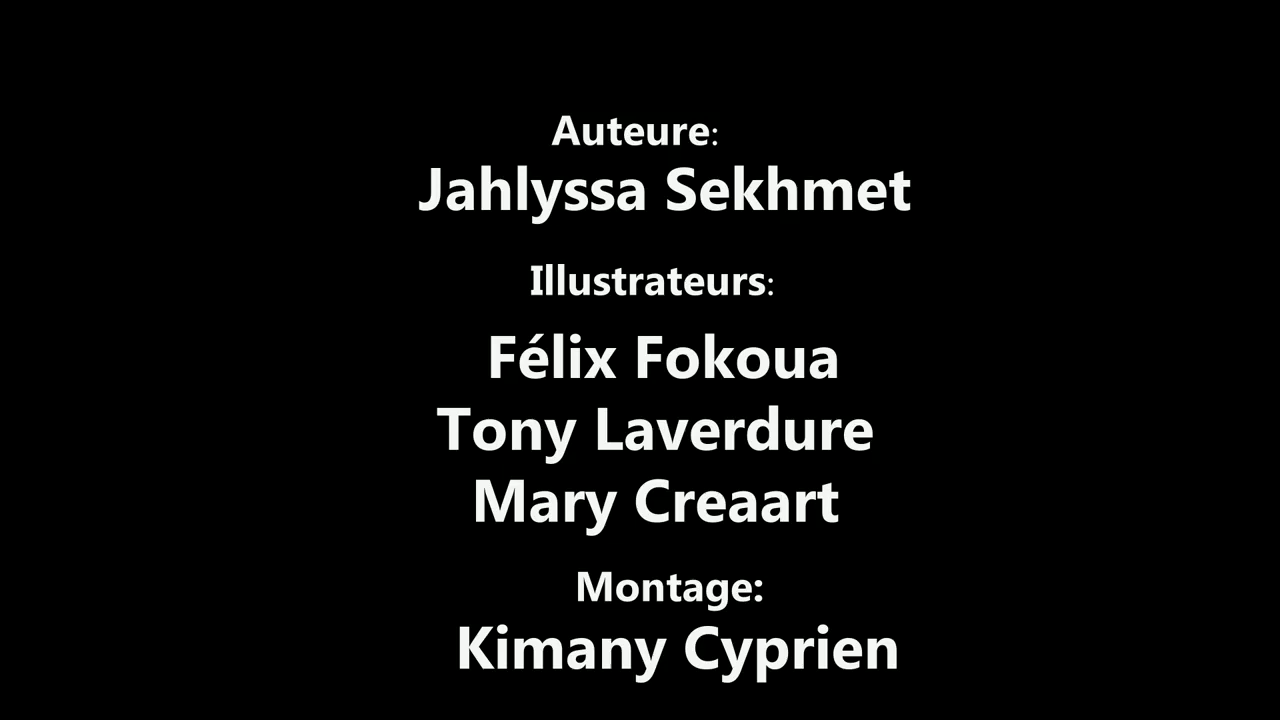 Auteure:
Jahlyssa Sekhmet
Illustrateurs:
Félix Fokoua
Tony Laverdure
Mary Creaart
Montage:
Kimany Cyprien